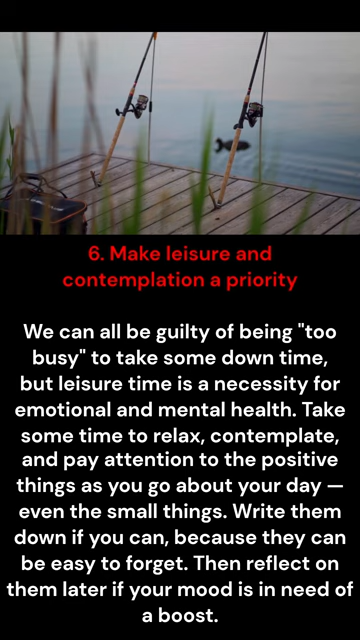 6. Make leisure and
contemplation a priority
We can all be guilty of being "too
busy" to take some down time,
but leisure time is a necessity for
emotional and mental health. Take
some time to relax, contemplate,
and pay attention to the positive
things as you go about your day —
even the small things. Write them
down if you can, because they can
be easy to forget. Then reflect on
them later if your mood is in need of
a boost.